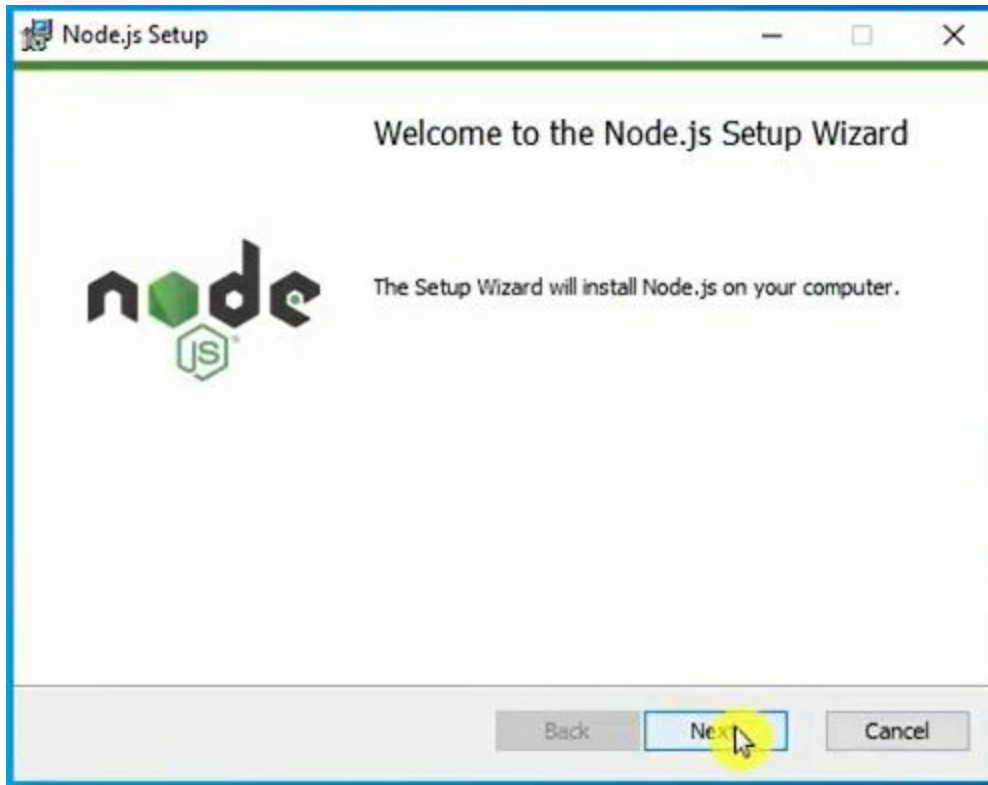 Node.js Setup
Welcome to the Node.js Setup Wizard
node
The Setup Wizard will install Node.js on your computer.
JS
Back
Next
Cancel